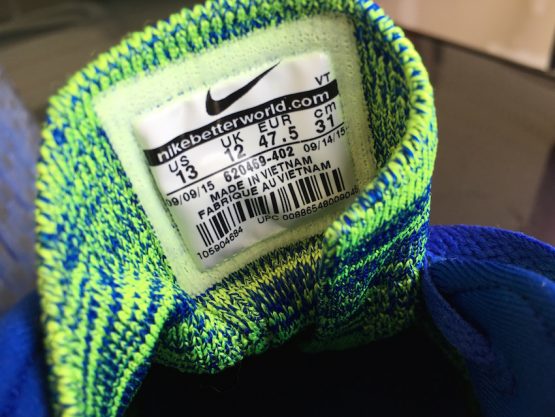 VT
nikebetterworld.com
US UK EUR cm
13 12 47.5 31
09/09/15 620469-402 09/14/15
MADE IN VIETNAM
FABRIQUE AU VIETNAM
105904684 UPC